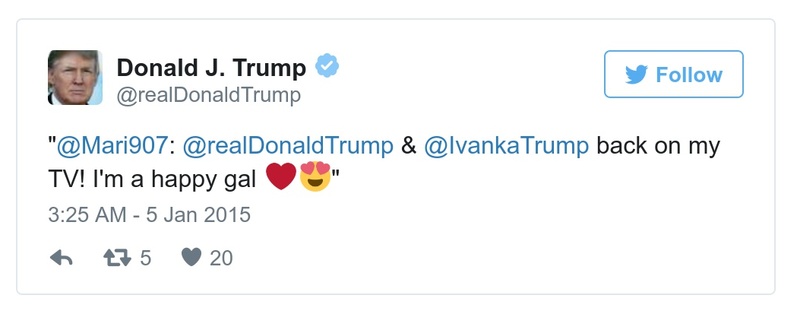 Donald J. Trump
@realDonaldTrump
Follow
"@Mari907: @realDonaldTrump & @IvankaTrump back on my
TV! I'm a happy gal ❤️😍"
3:25 AM - 5 Jan 2015
5 20